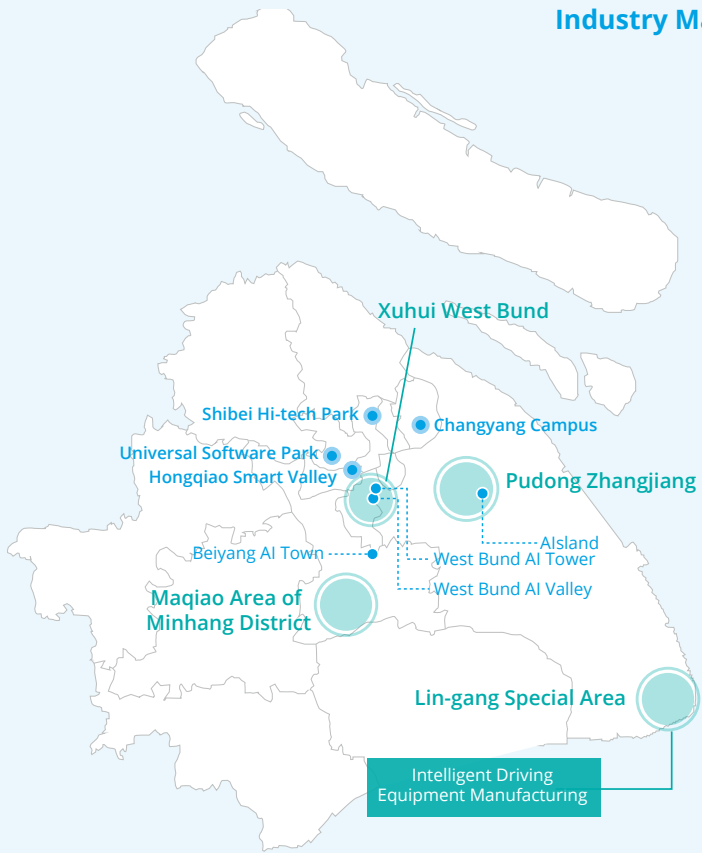 Industry Ma
Xuhui West Bund
Shibei Hi-tech Park
Changyang Campus
Universal Software Park
Hongqiao Smart Valley
Pudong Zhangjiang
AIsland
Beiyang AI Town
West Bund AI Tower
West Bund AI Valley
Maqiao Area of
Minhang District
Lin-gang Special Area
Intelligent Driving
Equipment Manufacturing